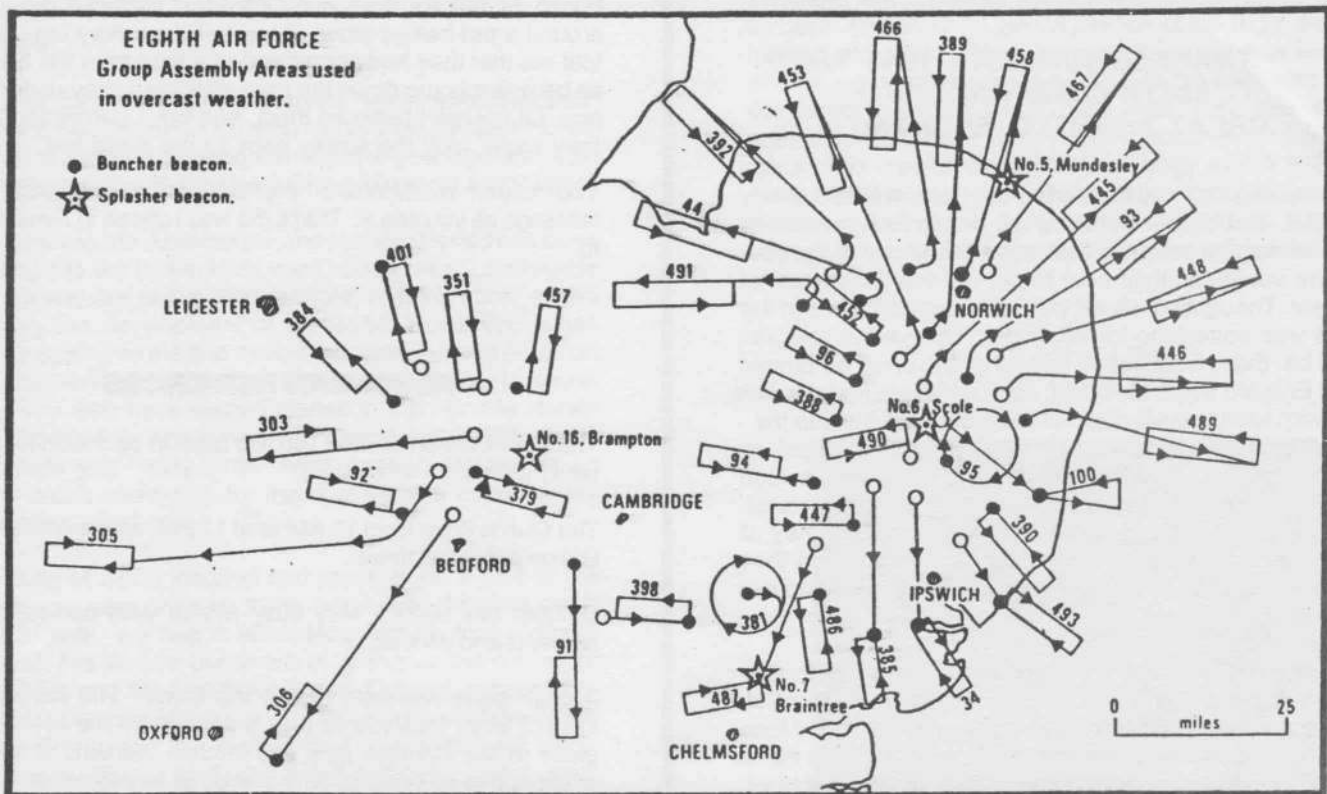 EIGHTH AIR FORCE
Group Assembly Areas used
in overcast weather.
Buncher beacon.
Splasher beacon.
466
389
458
467
453
392
No.5, Mundesley
445
93
44
448
491
401
351
457
LEICESTER
384
NORWICH
452
96
446
388
No.6, Scole
303
No.16, Brampton
490
489
94
95
92
379
100
CAMBRIDGE
447
390
305
BEDFORD
IPSWICH
398
381
486
493
91
385
34
306
No.7
Braintree
487
OXFORD
CHELMSFORD
0 25
miles